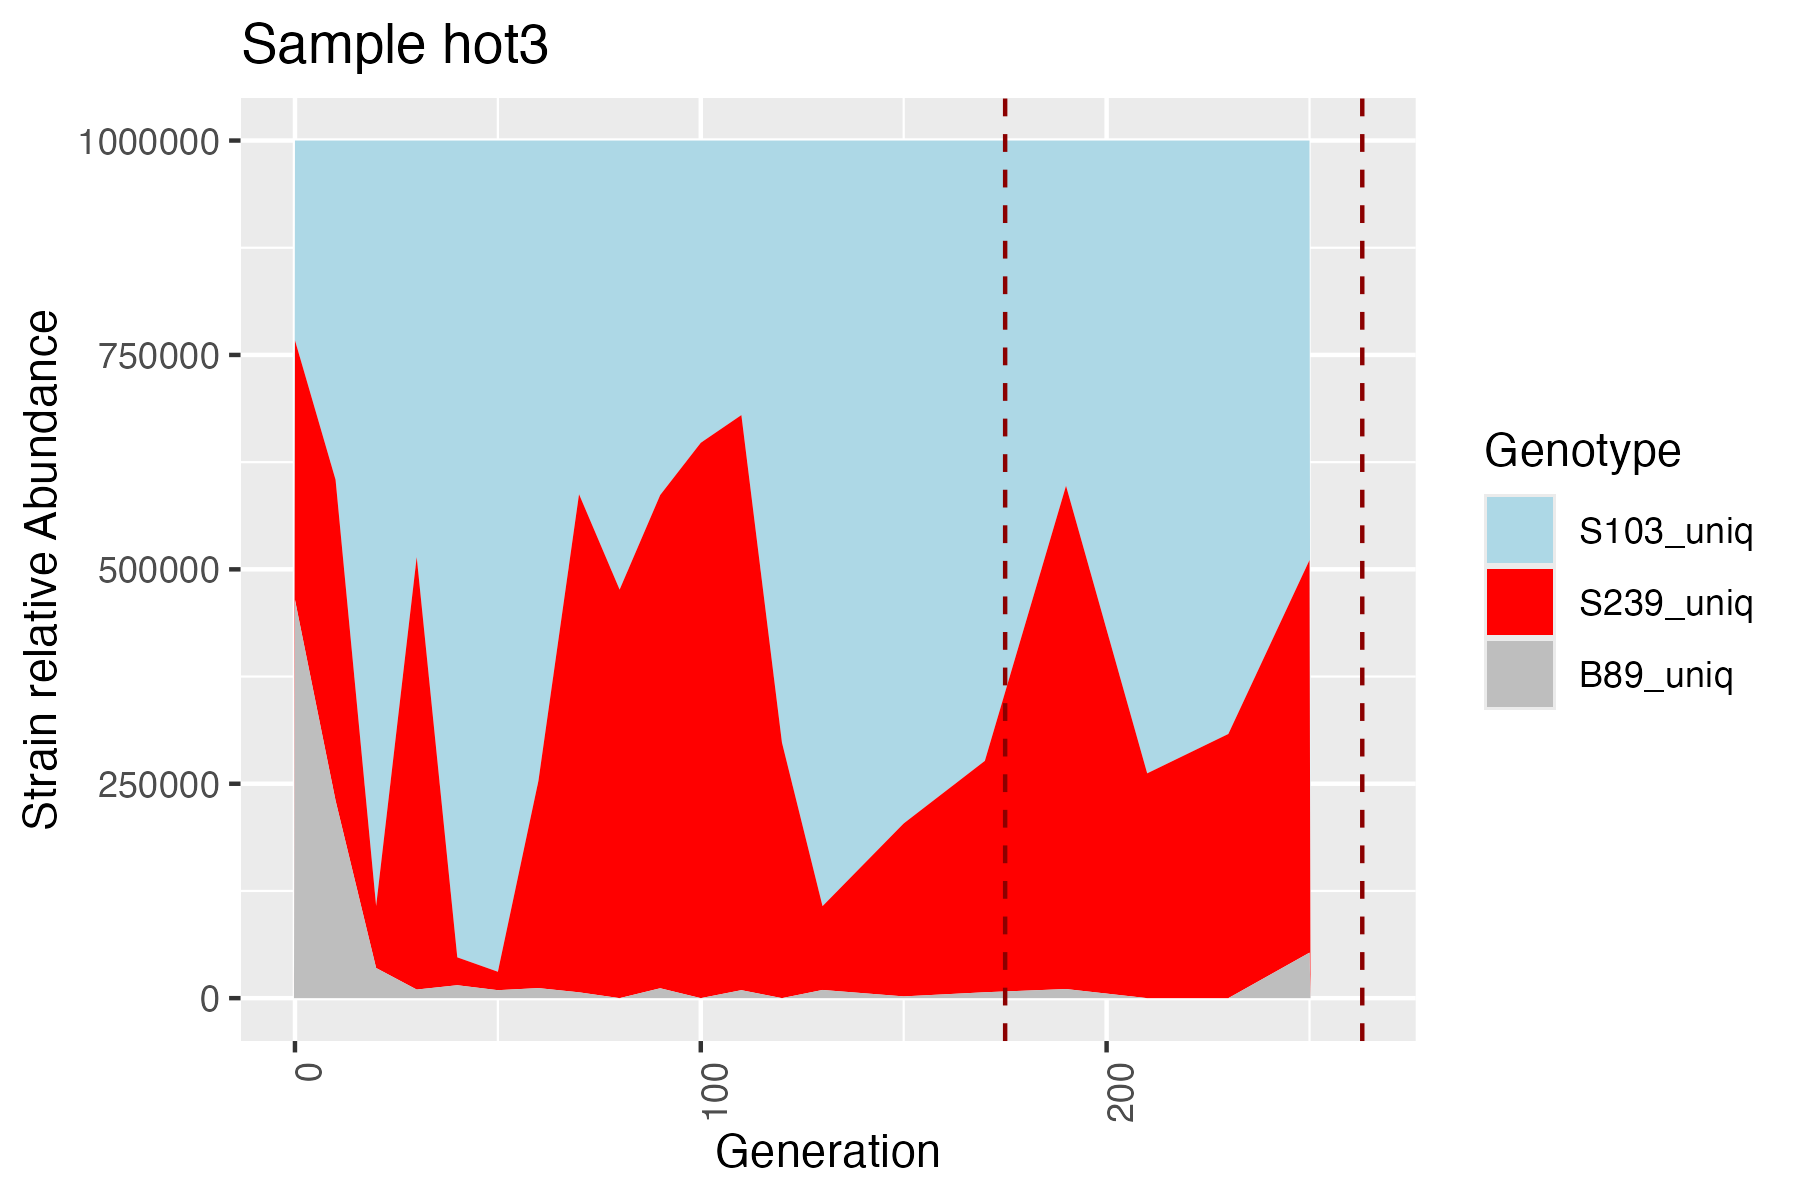 Sample hot3
1000000
750000
500000
250000
0
Strain relative Abundance
0
100
200
Generation
Genotype
S103_uniq
S239_uniq
B89_uniq